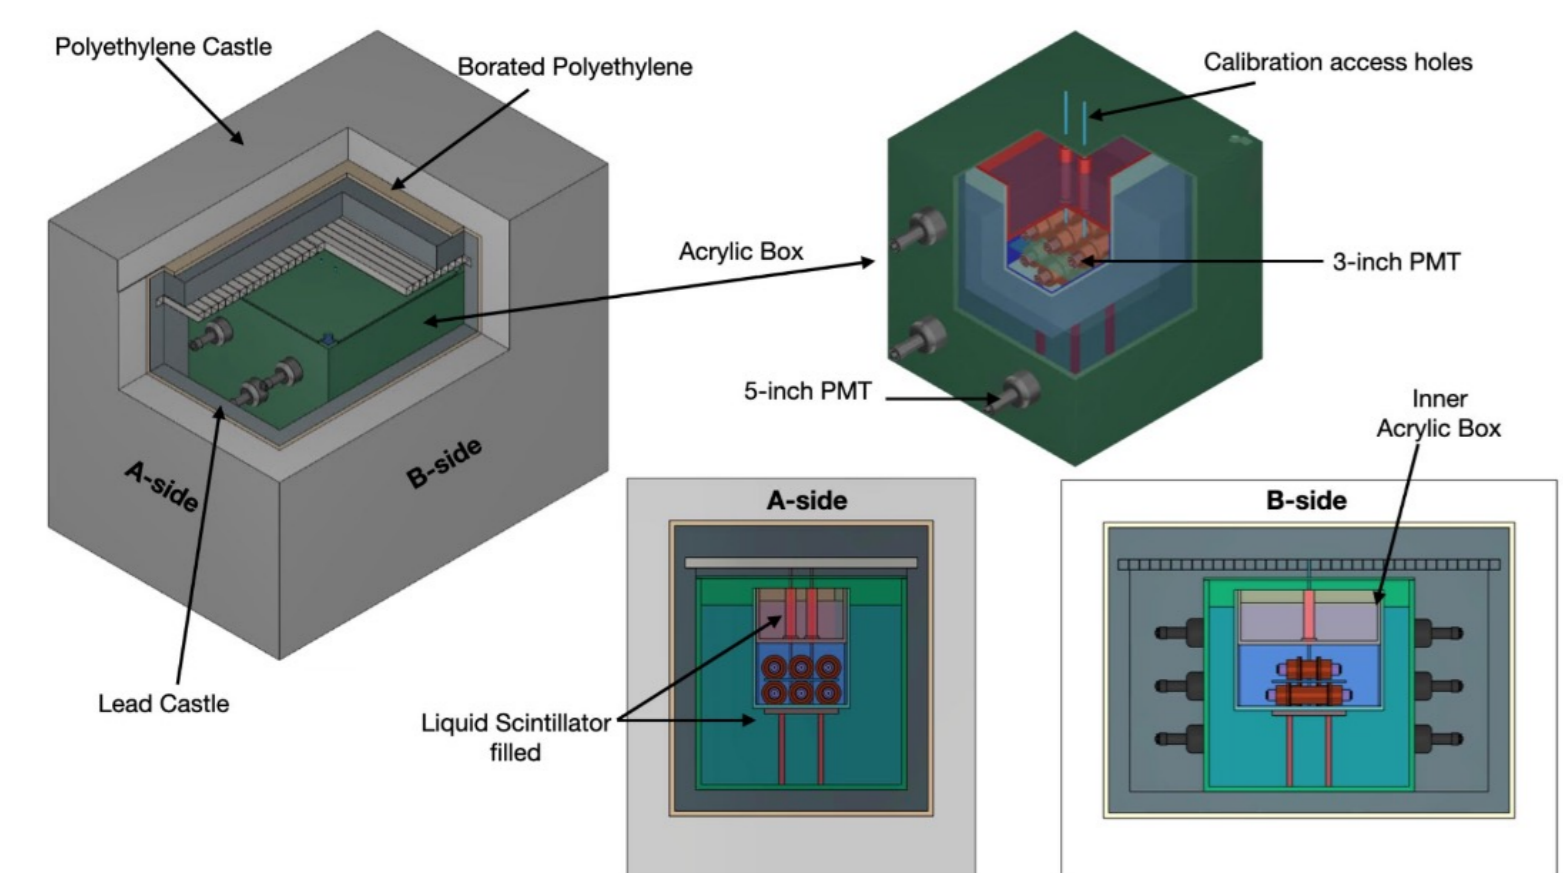 Polyethylene Castle
Borated Polyethylene
Calibration access holes
Acrylic Box
3-inch PMT
5-inch PMT
Inner
Acrylic Box
A-side
B-side
A-side
B-side
Lead Castle
Liquid Scintillator
filled